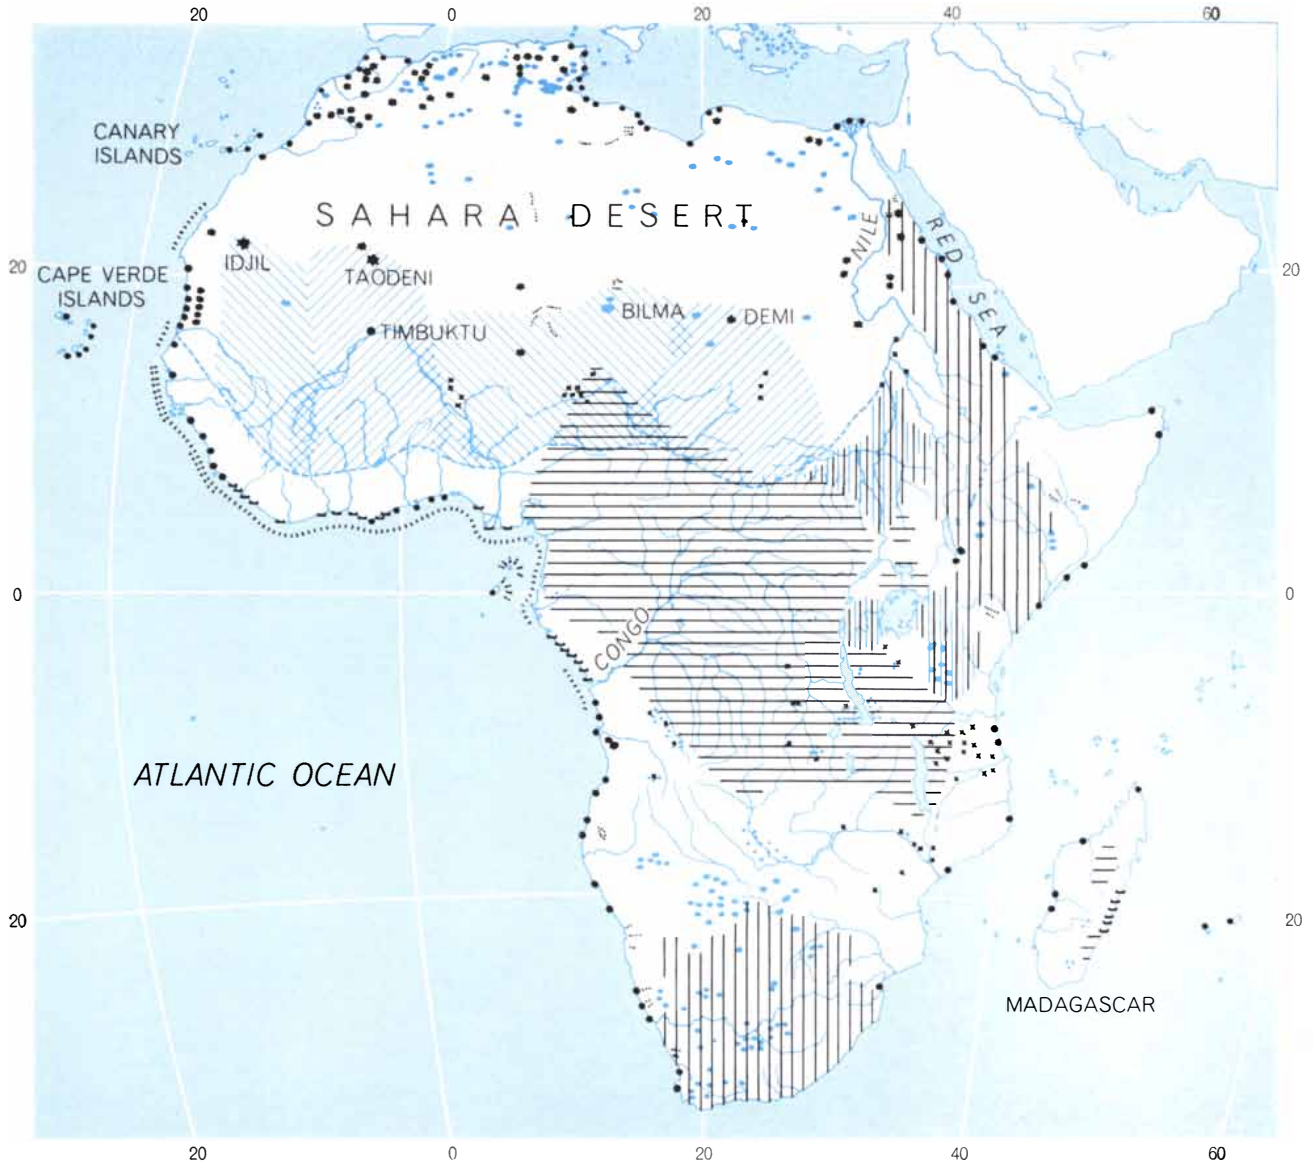 20 0 20 40 60
CANARY
ISLANDS
SAHARA DESERT
NILE
RED
SEA
20 20
CAPE VERDE
ISLANDS
IDJIL
TAODENI
BILMA
DEMI
TIMBUKTU
0 0
CONGO
ATLANTIC OCEAN
20 20
MADAGASCAR
20 0 20 40 60